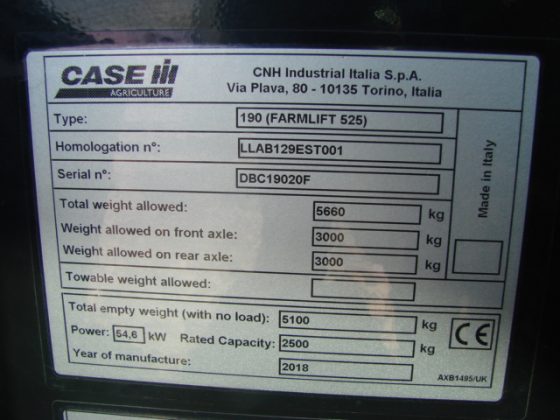 CASE IH
AGRICULTURE
CNH Industrial Italia S.p.A.
Via Plava, 80 - 10135 Torino, Italia
Type: 190 (FARMLIFT 525)
Homologation n°: LLAB129EST001
Serial n°: DBC19020F
Made in Italy
Total weight allowed: 5660 kg
Weight allowed on front axle: 3000 kg
Weight allowed on rear axle: 3000 kg
Towable weight allowed:
Total empty weight (with no load): 5100 kg
Power: 54,6 kW Rated Capacity: 2500 kg
Year of manufacture: 2018
CE
AXB1495/UK